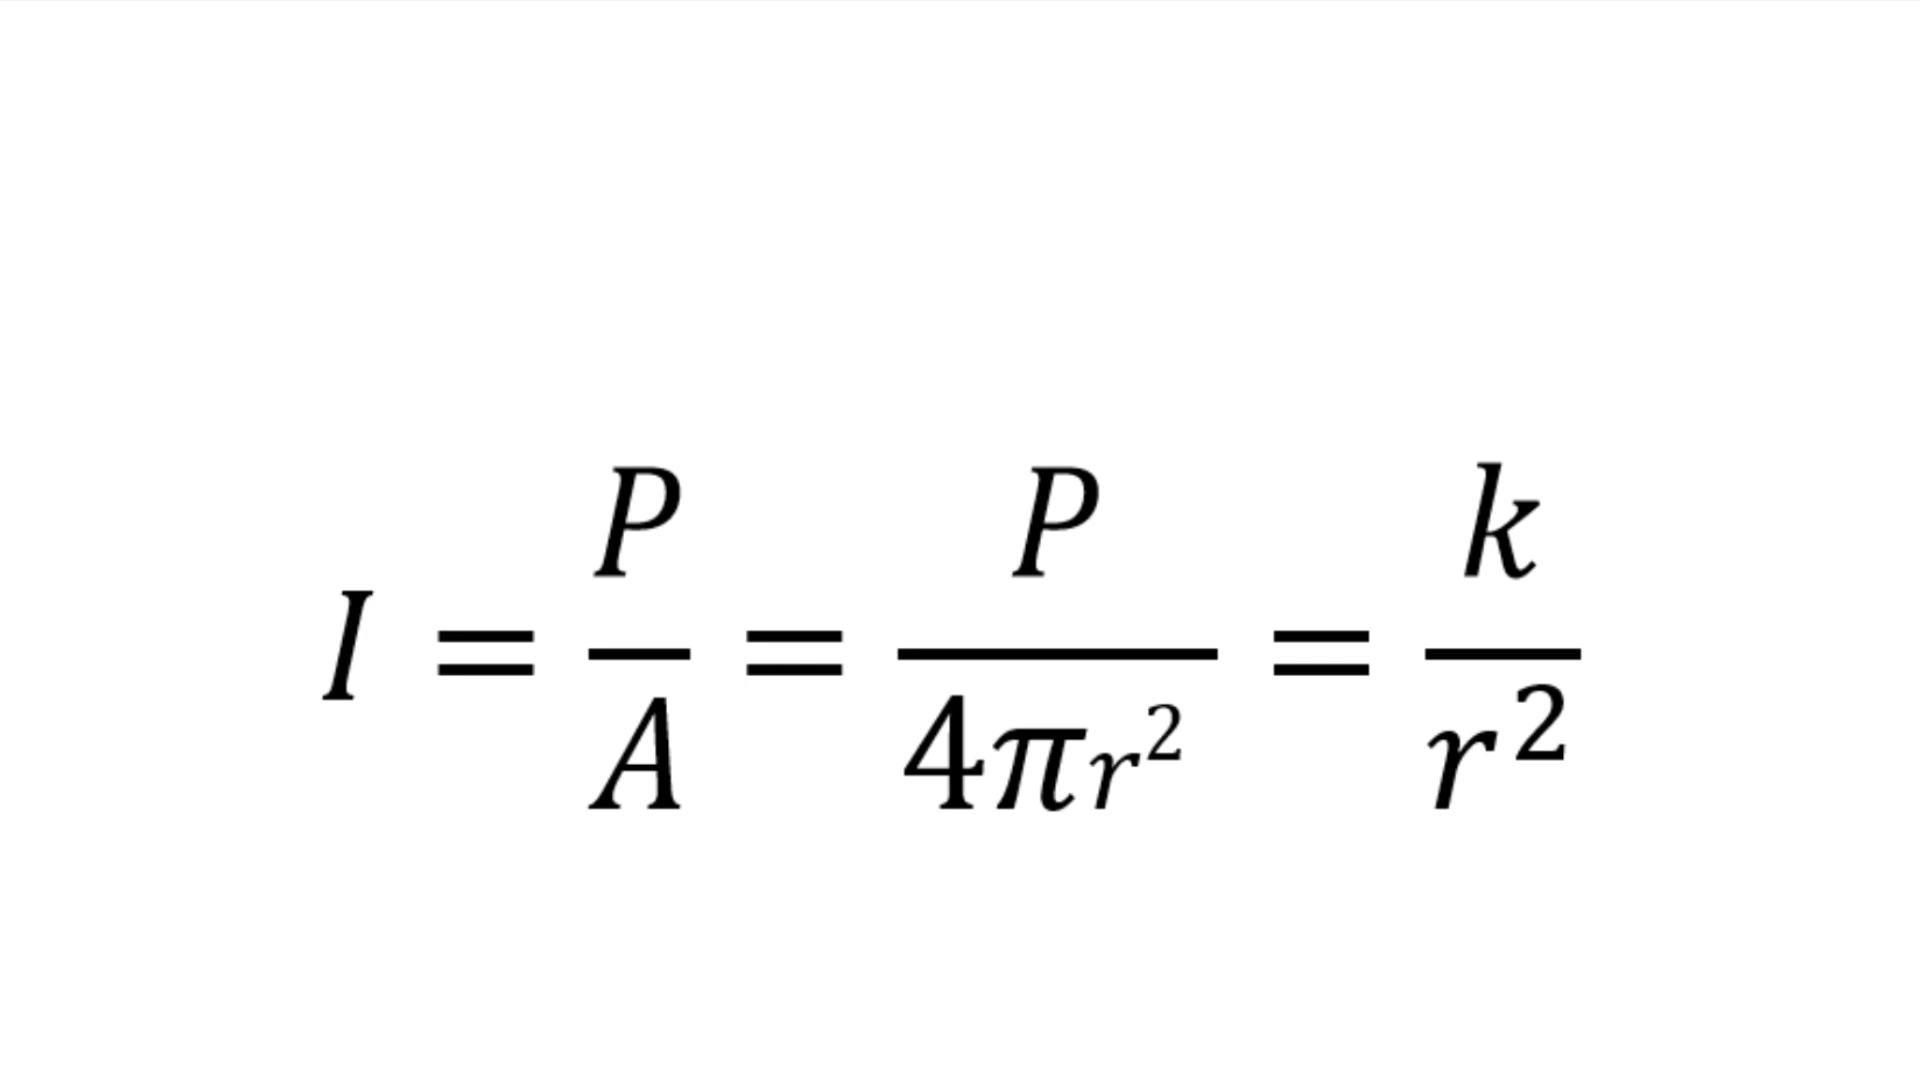 I = P/A = P/4πr² = k/r²